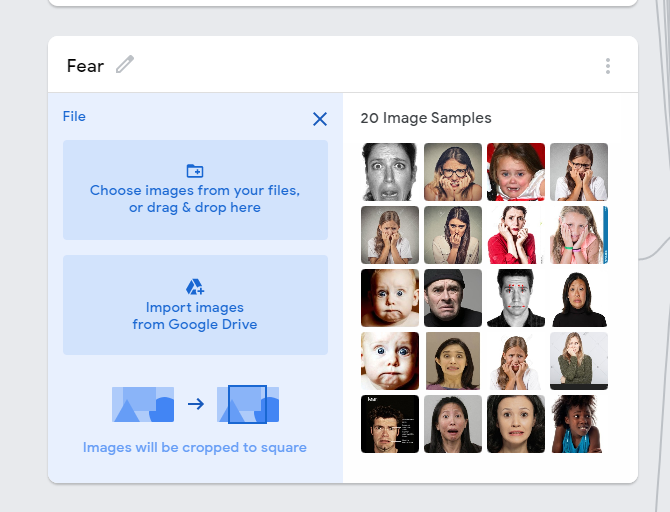 Fear
File
Choose images from your files,
or drag & drop here
Import images
from Google Drive
Images will be cropped to square
20 Image Samples
fear